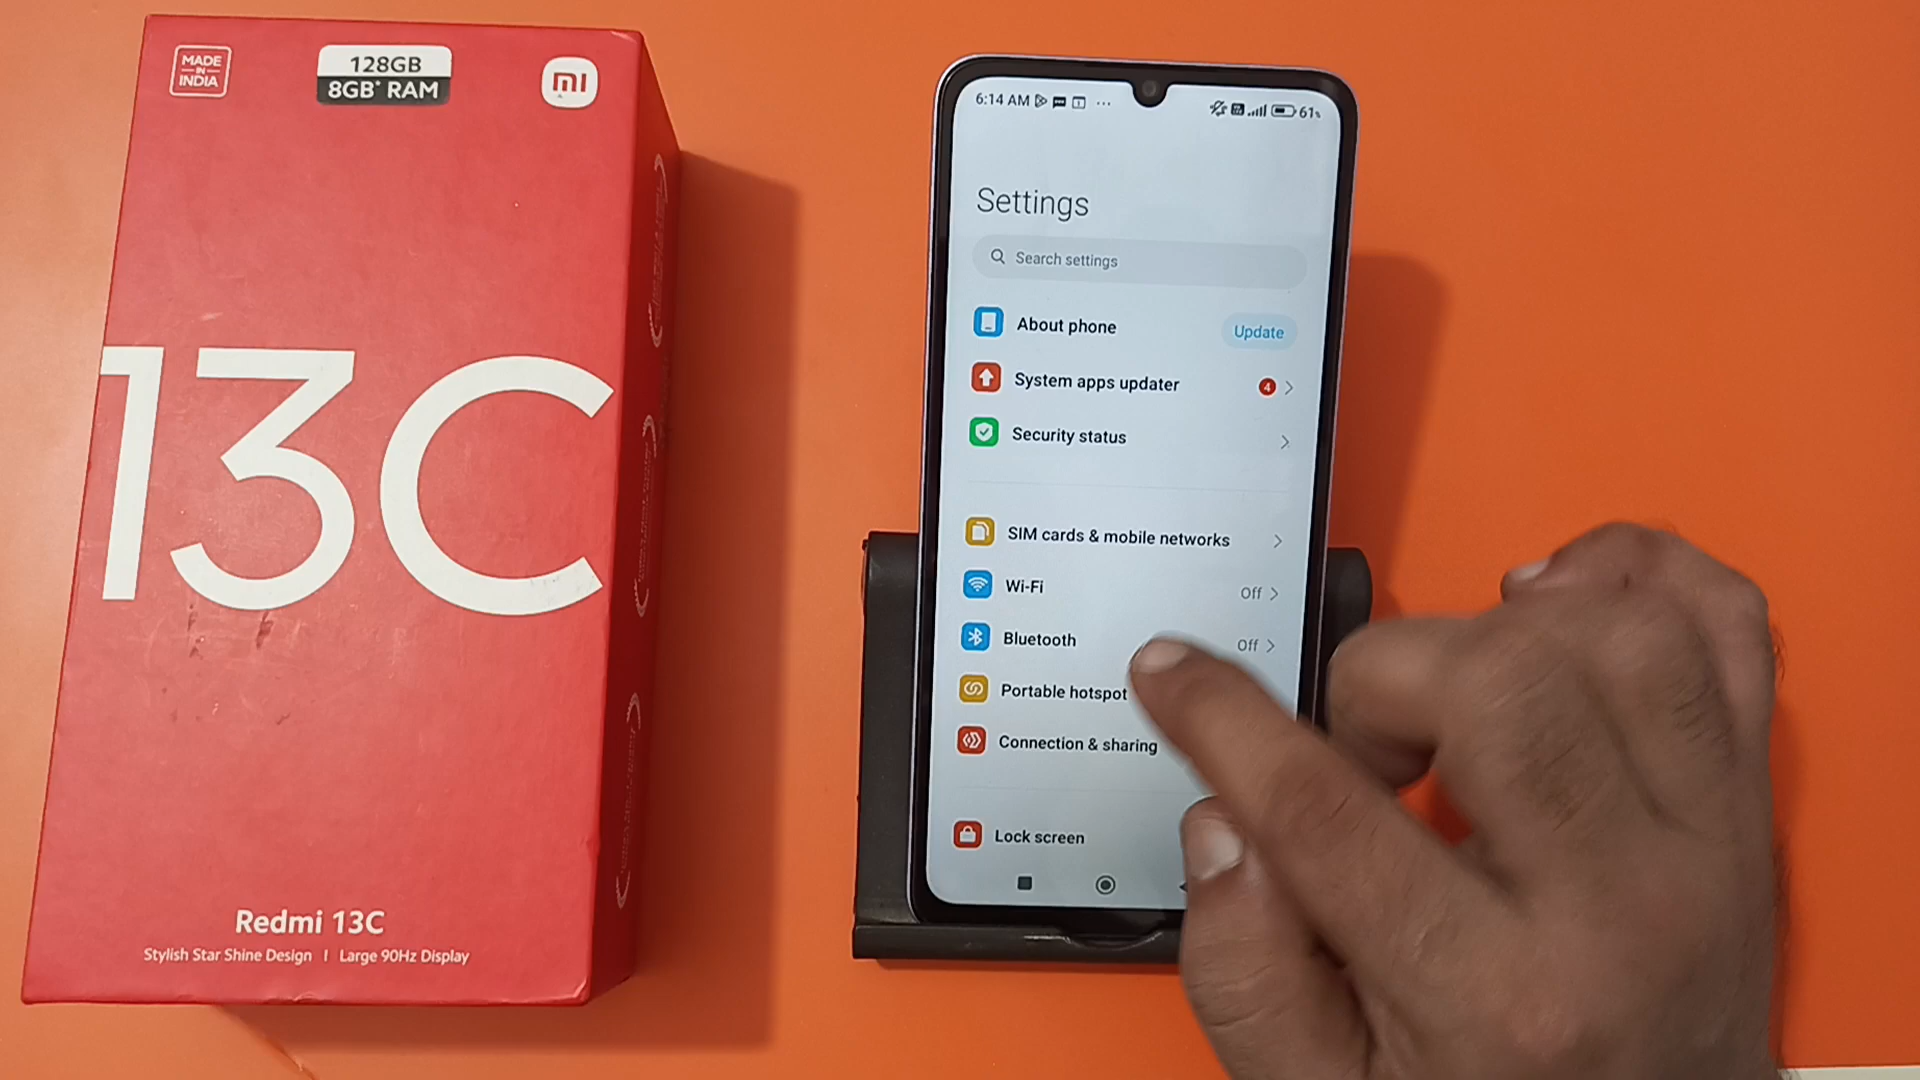 MADE
IN
INDIA
128GB
8GB* RAM
mi
13C
Redmi 13C
Stylish Star Shine Design | Large 90Hz Display
6:14 AM
61%
Settings
Search settings
About phone
Update
System apps updater
4
Security status
SIM cards & mobile networks
Wi-Fi
Off
Bluetooth
Off
Portable hotspot
Connection & sharing
Lock screen